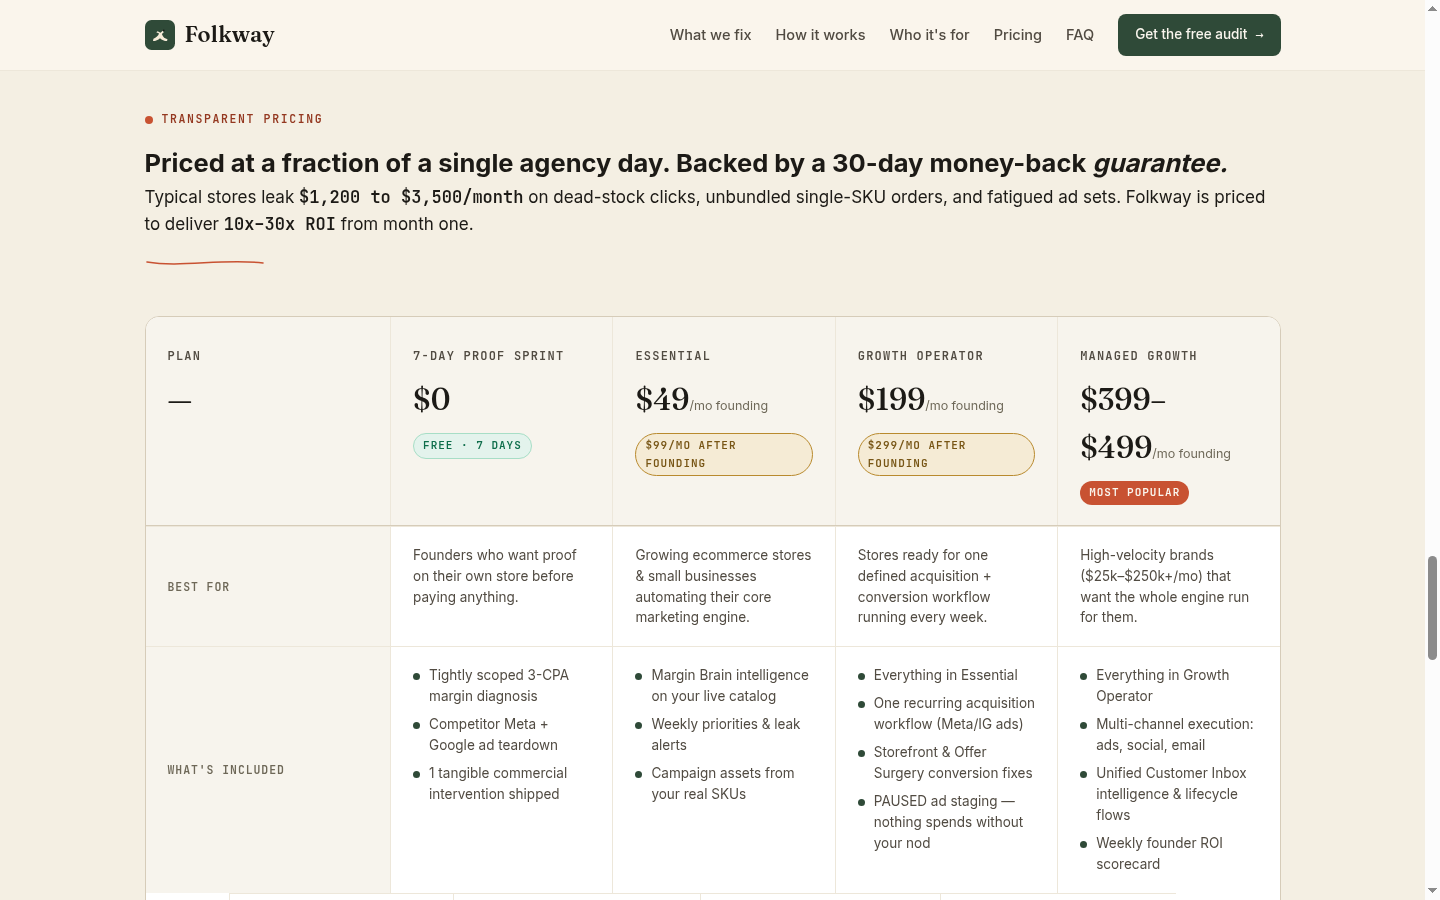 Folkway
What we fix
How it works
Who it's for
Pricing
FAQ
Get the free audit →
TRANSPARENT PRICING
Priced at a fraction of a single agency day. Backed by a 30-day money-back guarantee.
Typical stores leak $1,200 to $3,500/month on dead-stock clicks, unbundled single-SKU orders, and fatigued ad sets. Folkway is priced
to deliver 10x–30x ROI from month one.
PLAN
—
7-DAY PROOF SPRINT
$0
FREE · 7 DAYS
ESSENTIAL
$49/mo founding
$99/MO AFTER
FOUNDING
GROWTH OPERATOR
$199/mo founding
$299/MO AFTER
FOUNDING
MANAGED GROWTH
$399–
$499/mo founding
MOST POPULAR
BEST FOR
Founders who want proof
on their own store before
paying anything.
Growing ecommerce stores
& small businesses
automating their core
marketing engine.
Stores ready for one
defined acquisition +
conversion workflow
running every week.
High-velocity brands
($25k–$250k+/mo) that
want the whole engine run
for them.
WHAT'S INCLUDED
Tightly scoped 3-CPA
margin diagnosis
Competitor Meta +
Google ad teardown
1 tangible commercial
intervention shipped
Margin Brain intelligence
on your live catalog
Weekly priorities & leak
alerts
Campaign assets from
your real SKUs
Everything in Essential
One recurring acquisition
workflow (Meta/IG ads)
Storefront & Offer
Surgery conversion fixes
PAUSED ad staging —
nothing spends without
your nod
Everything in Growth
Operator
Multi-channel execution:
ads, social, email
Unified Customer Inbox
intelligence & lifecycle
flows
Weekly founder ROI
scorecard